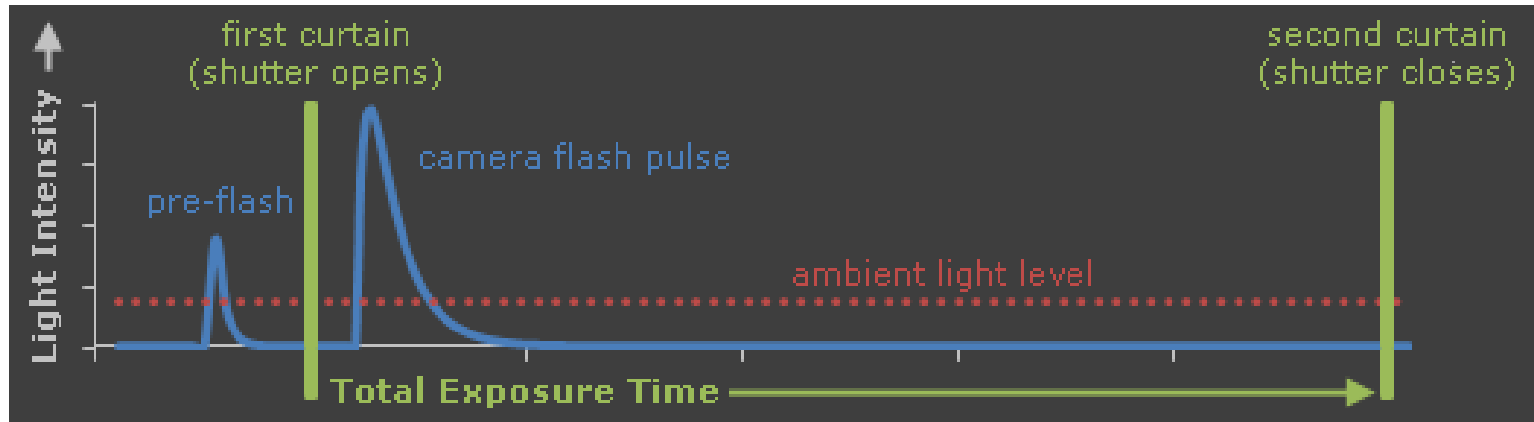 first curtain
(shutter opens)
second curtain
(shutter closes)
camera flash pulse
pre-flash
ambient light level
Light Intensity
Total Exposure Time